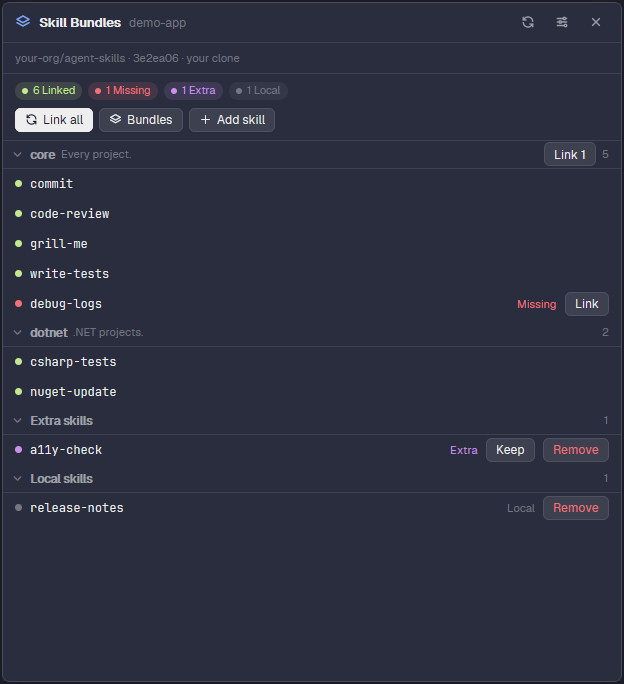 Skill Bundles demo-app
your-org/agent-skills · 3e2ea06 · your clone
6 Linked 1 Missing 1 Extra 1 Local
Link all Bundles Add skill
core Every project. Link 1 5
commit
code-review
grill-me
write-tests
debug-logs Missing Link
dotnet .NET projects. 2
csharp-tests
nuget-update
Extra skills 1
a11y-check Extra Keep Remove
Local skills 1
release-notes Local Remove